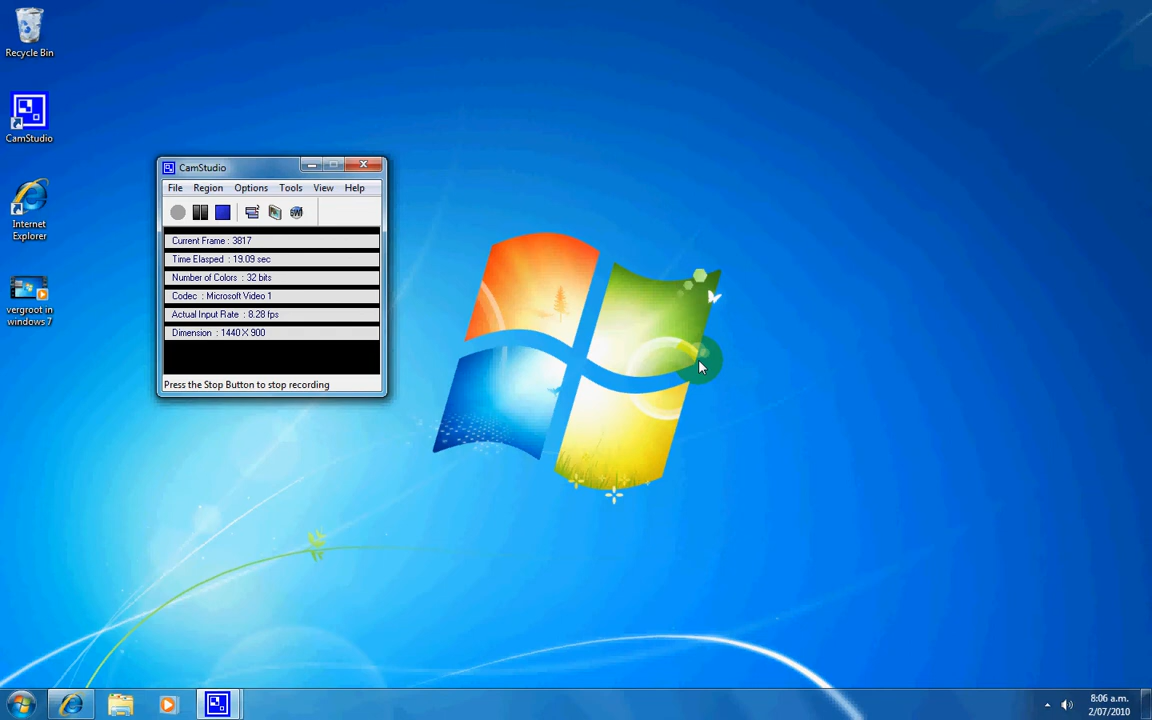 Recycle Bin
CamStudio
Internet
Explorer
vergroot in
windows 7
CamStudio
File Region Options Tools View Help
Current Frame : 3817
Time Elasped : 19.09 sec
Number of Colors : 32 bits
Codec : Microsoft Video 1
Actual Input Rate : 8.28 fps
Dimension : 1440 X 900
Press the Stop Button to stop recording
8:06 a.m.
2/07/2010